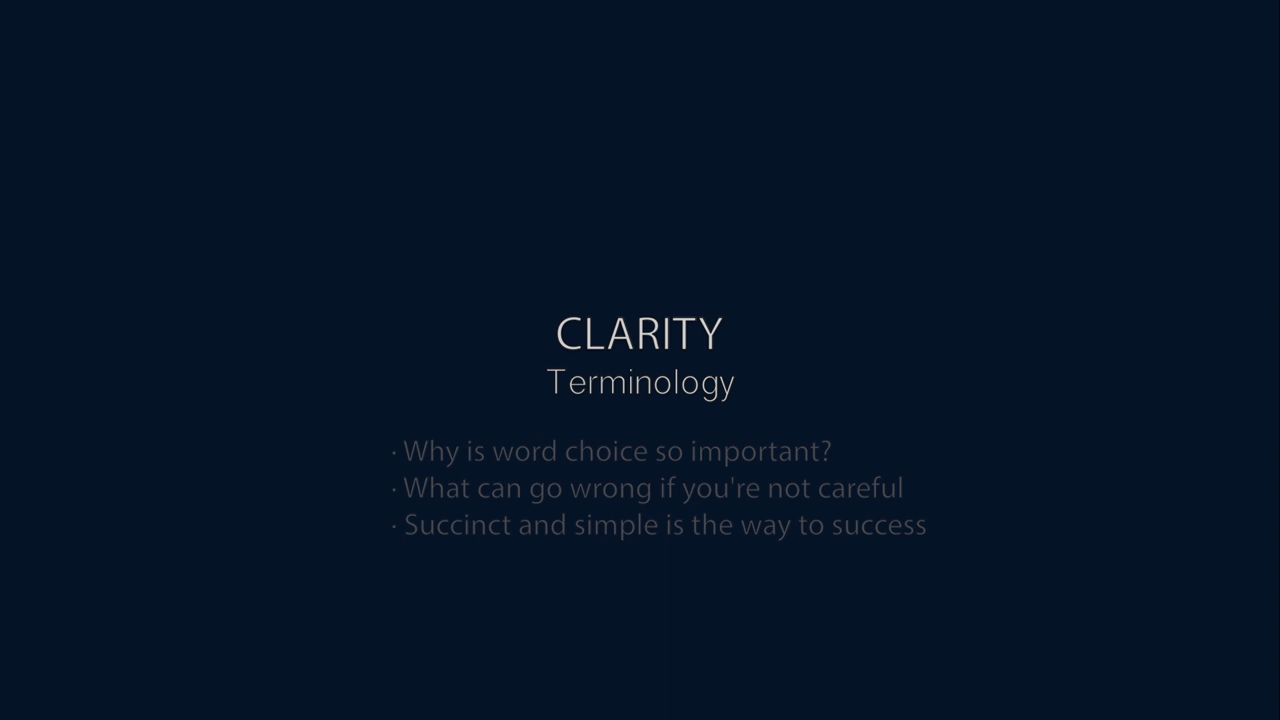 CLARITY
Terminology
· Why is word choice so important?
· What can go wrong if you're not careful
· Succinct and simple is the way to success